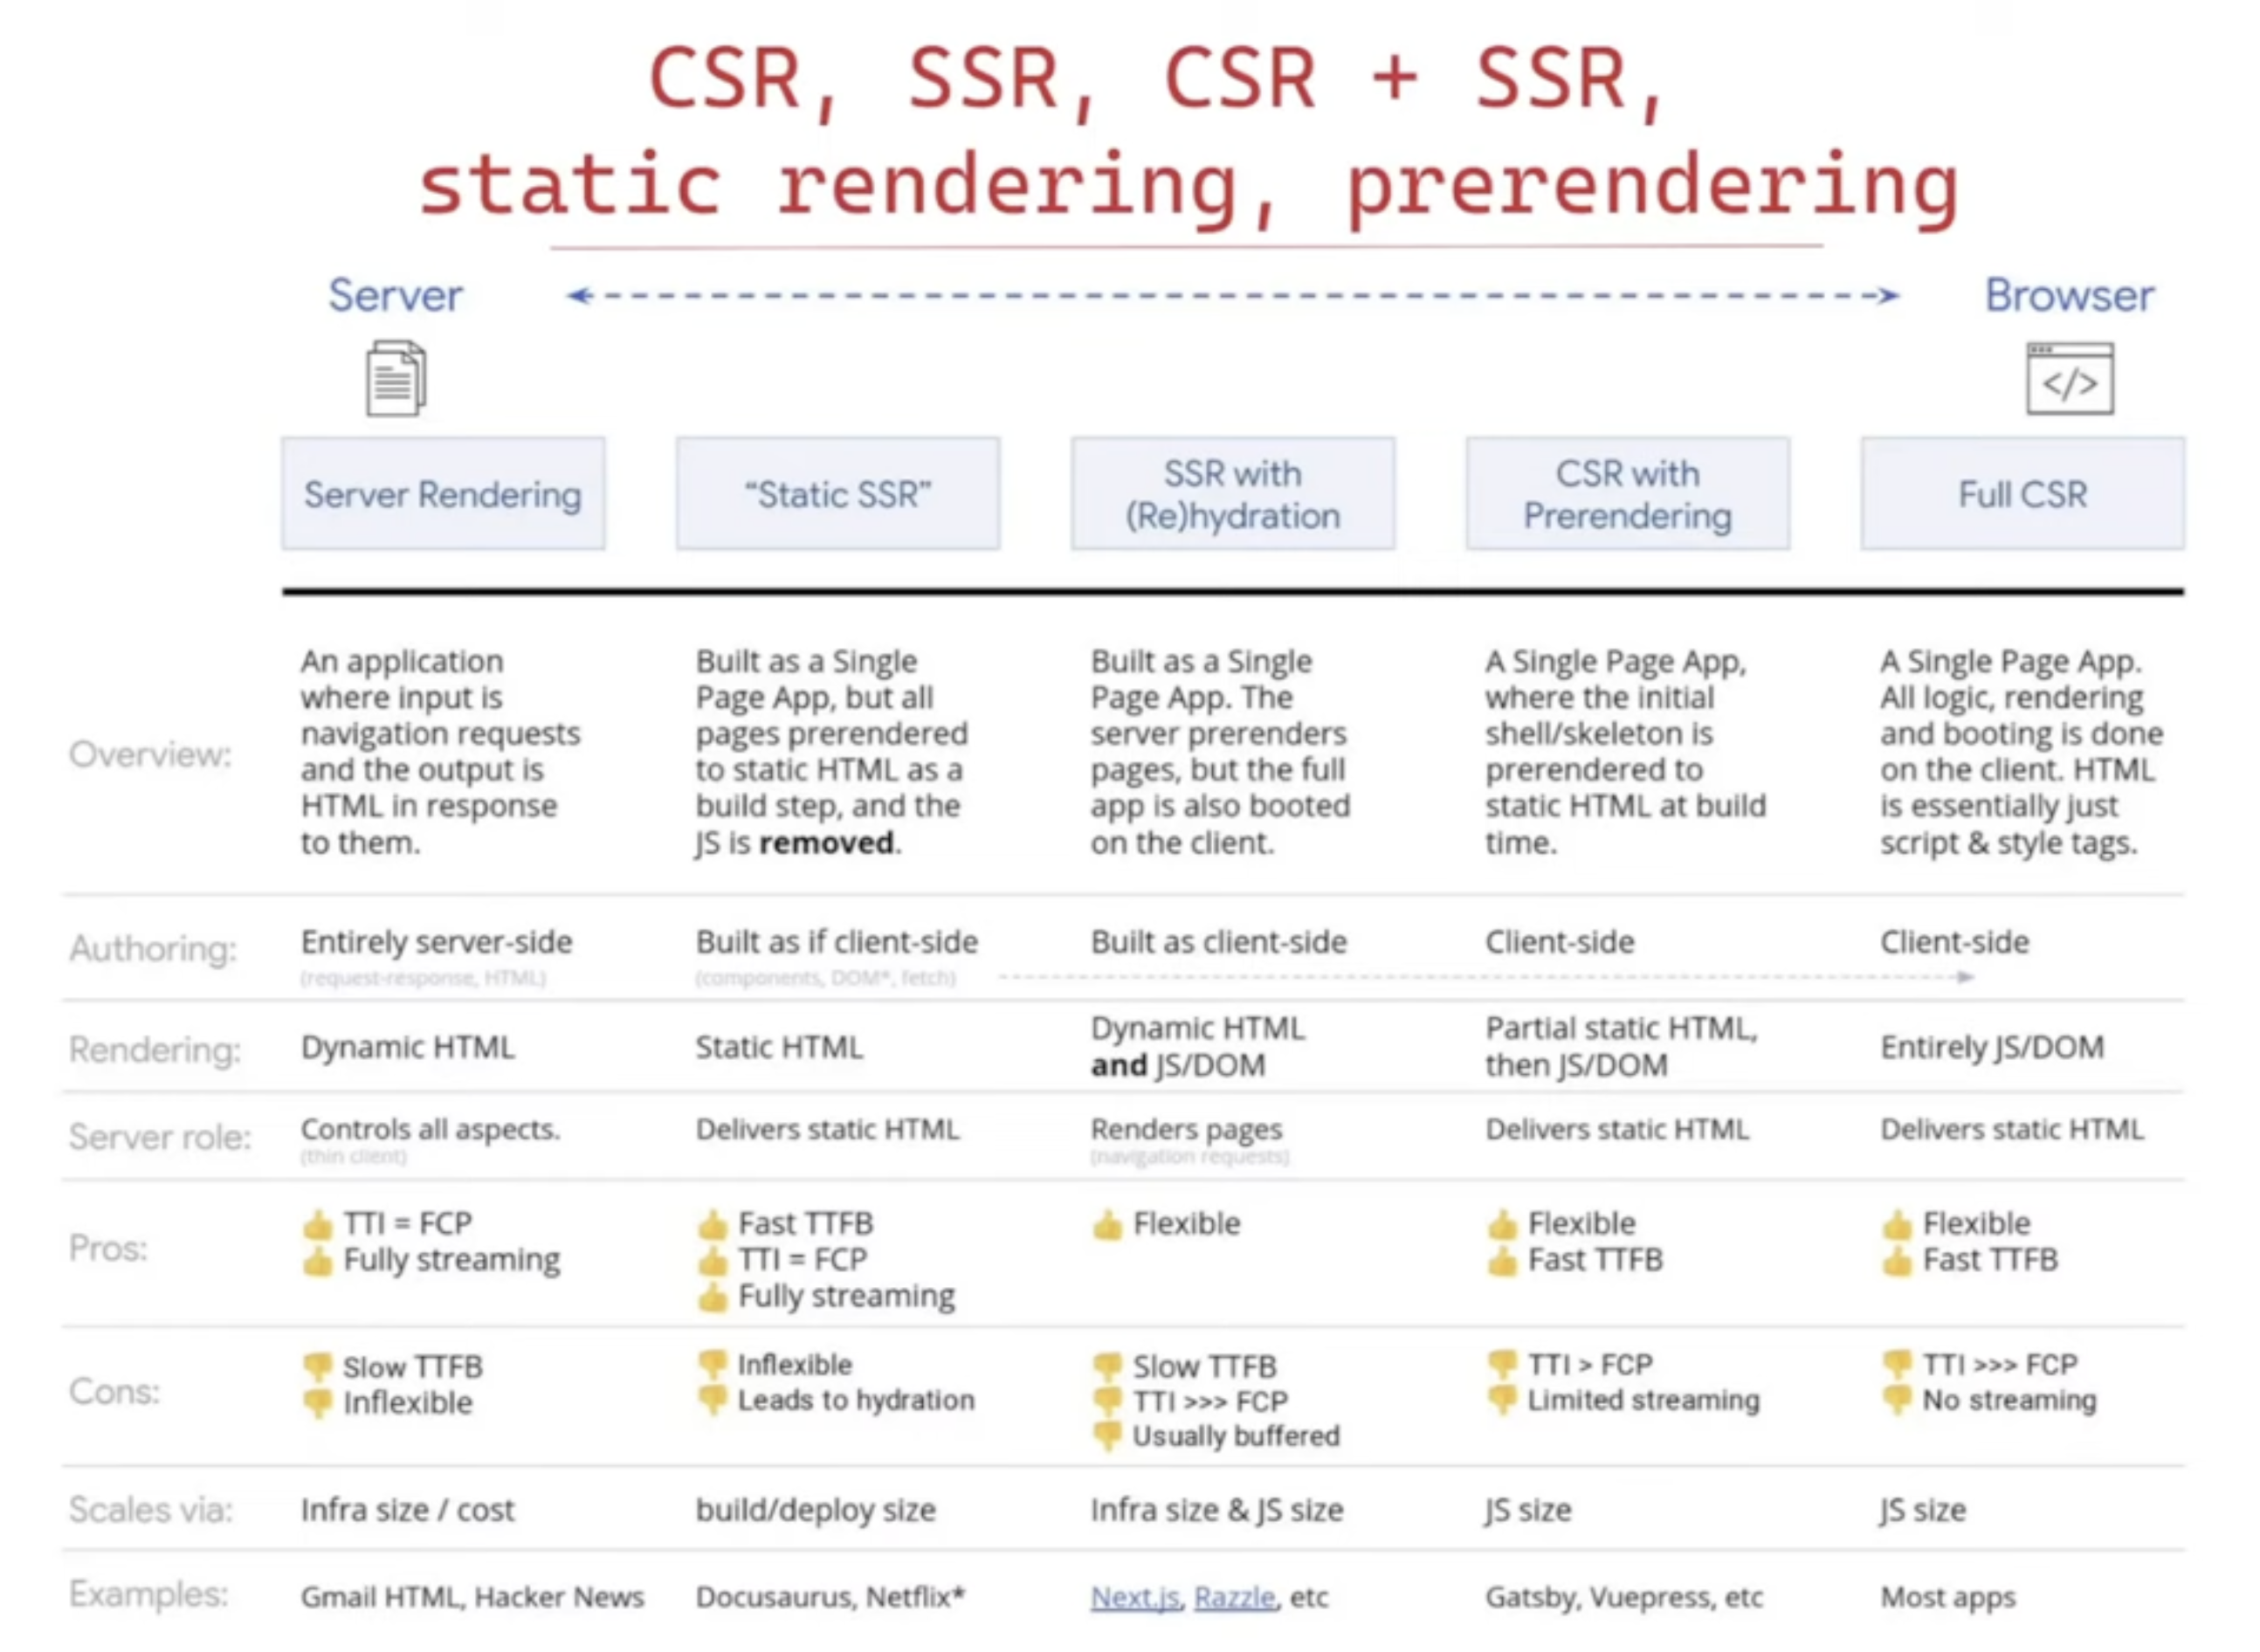 CSR, SSR, CSR + SSR,
static rendering, prerendering
Server
Browser
</>
Server Rendering
“Static SSR”
SSR with
(Re)hydration
CSR with
Prerendering
Full CSR
Overview:
An application
where input is
navigation requests
and the output is
HTML in response
to them.
Built as a Single
Page App, but all
pages prerendered
to static HTML as a
build step, and the
JS is removed.
Built as a Single
Page App. The
server prerenders
pages, but the full
app is also booted
on the client.
A Single Page App,
where the initial
shell/skeleton is
prerendered to
static HTML at build
time.
A Single Page App.
All logic, rendering
and booting is done
on the client. HTML
is essentially just
script & style tags.
Authoring:
Entirely server-side
(request-response, HTML)
Built as if client-side
(components, DOM*, fetch)
Built as client-side
Client-side
Client-side
Rendering:
Dynamic HTML
Static HTML
Dynamic HTML
and JS/DOM
Partial static HTML,
then JS/DOM
Entirely JS/DOM
Server role:
Controls all aspects.
(thin client)
Delivers static HTML
Renders pages
(navigation requests)
Delivers static HTML
Delivers static HTML
Pros:
👍 TTI = FCP
👍 Fully streaming
👍 Fast TTFB
👍 TTI = FCP
👍 Fully streaming
👍 Flexible
👍 Flexible
👍 Fast TTFB
👍 Flexible
👍 Fast TTFB
Cons:
👎 Slow TTFB
👎 Inflexible
👎 Inflexible
👎 Leads to hydration
👎 Slow TTFB
👎 TTI >>> FCP
👎 Usually buffered
👎 TTI > FCP
👎 Limited streaming
👎 TTI >>> FCP
👎 No streaming
Scales via:
Infra size / cost
build/deploy size
Infra size & JS size
JS size
JS size
Examples:
Gmail HTML, Hacker News
Docusaurus, Netflix*
Next.js, Razzle, etc
Gatsby, Vuepress, etc
Most apps